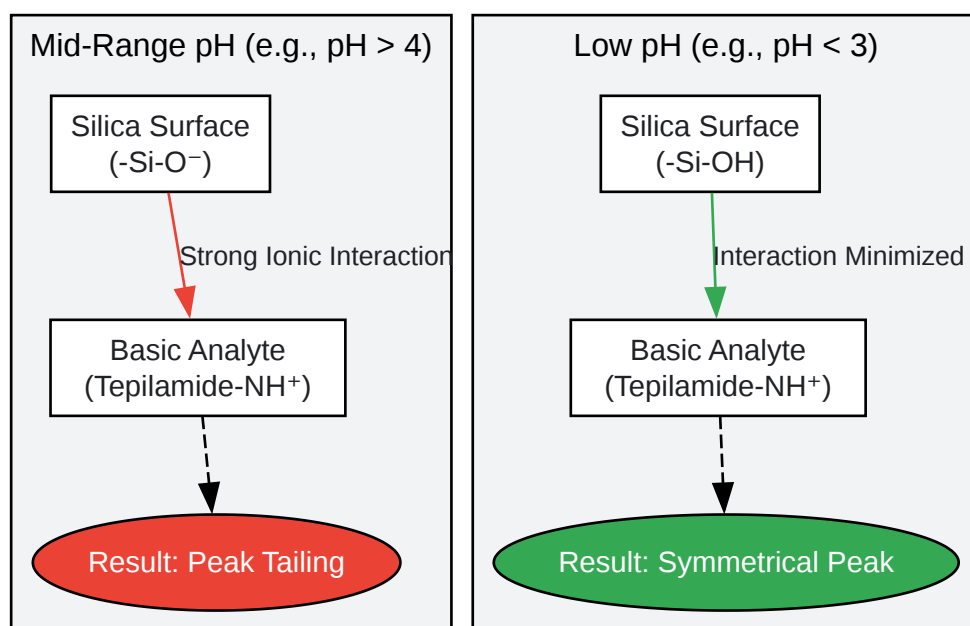 Mid-Range pH (e.g., pH > 4)
Silica Surface
(-Si-O⁻)
Strong Ionic Interaction
Basic Analyte
(Tepilamide-NH⁺)
Result: Peak Tailing
Low pH (e.g., pH < 3)
Silica Surface
(-Si-OH)
Interaction Minimized
Basic Analyte
(Tepilamide-NH⁺)
Result: Symmetrical Peak